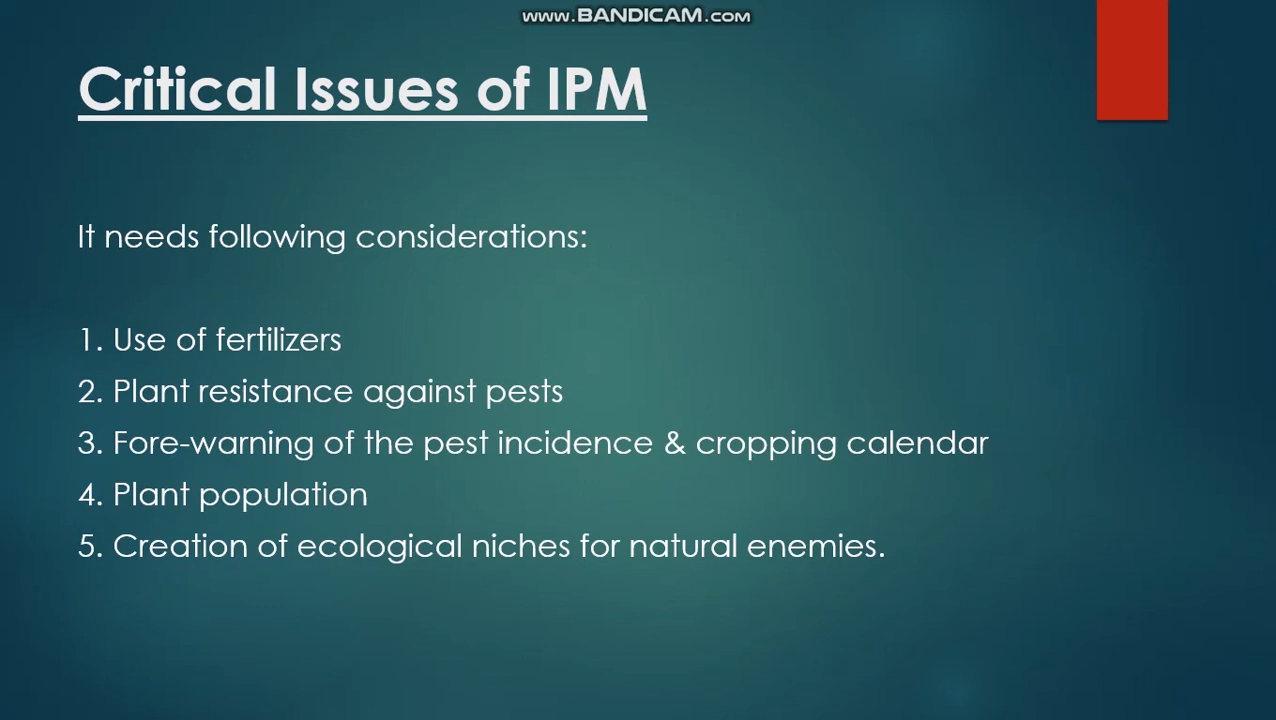 www.BANDICAM.com
Critical Issues of IPM
It needs following considerations:
1. Use of fertilizers
2. Plant resistance against pests
3. Fore-warning of the pest incidence & cropping calendar
4. Plant population
5. Creation of ecological niches for natural enemies.